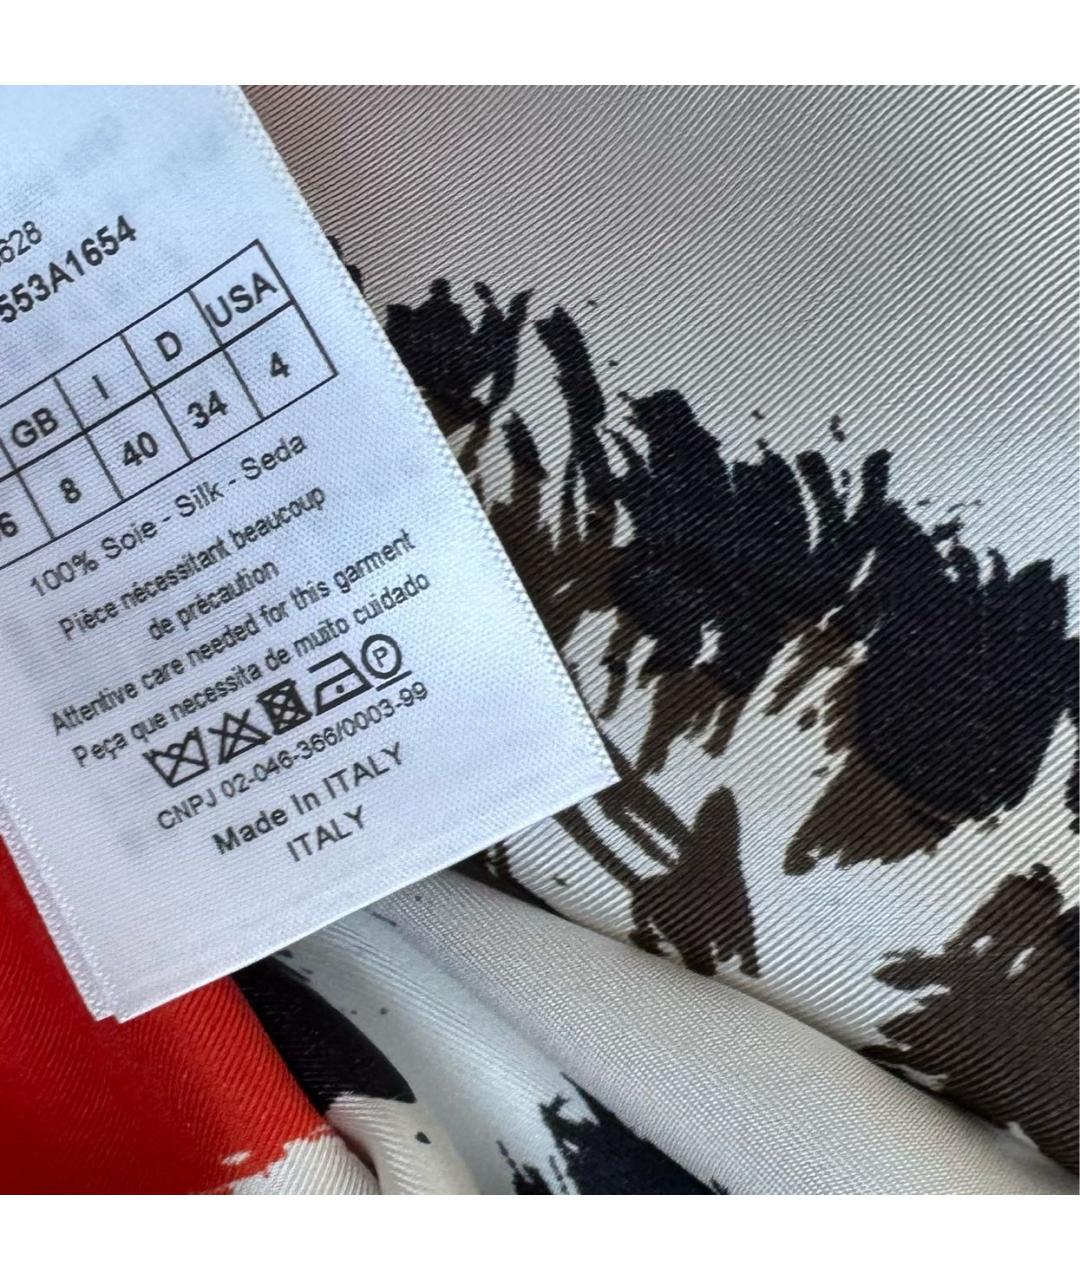 628
553A1654
GB I D USA
6 8 40 34 4
100% Soie - Silk - Seda
Pièce nécessitant beaucoup
de précaution
Attentive care needed for this garment
Peça que necessita de muito cuidado
P
CNPJ 02-046-366/0003-99
Made In ITALY
ITALY